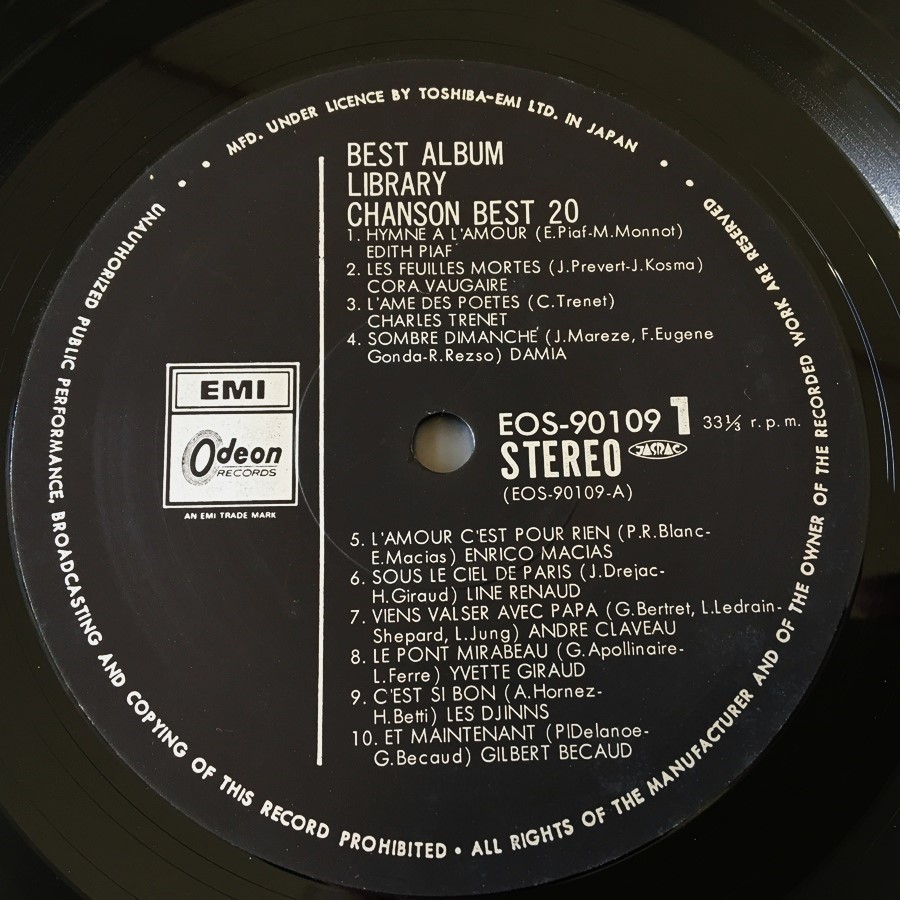 MFD. UNDER LICENCE BY TOSHIBA-EMI LTD. IN JAPAN
BEST ALBUM
LIBRARY
CHANSON BEST 20
1. HYMNE A L'AMOUR (E.Piaf-M.Monnot)
EDITH PIAF
2. LES FEUILLES MORTES (J.Prevert-J.Kosma)
CORA VAUGAIRE
3. L'AME DES POETES (C.Trenet)
CHARLES TRENET
4. SOMBRE DIMANCHE (J.Mareze, F.Eugene
Gonda-R.Rezso) DAMIA
EMI
Odeon
RECORDS
AN EMI TRADE MARK
EOS-90109 1 33⅓ r.p.m.
STEREO JASRAC
(EOS-90109-A)
5. L'AMOUR C'EST POUR RIEN (P.R.Blanc-
E.Macias) ENRICO MACIAS
6. SOUS LE CIEL DE PARIS (J.Drejac-
H.Giraud) LINE RENAUD
7. VIENS VALSER AVEC PAPA (G.Bertret, L.Ledrain-
Shepard, L.Jung) ANDRE CLAVEAU
8. LE PONT MIRABEAU (G.Apollinaire-
L.Ferre) YVETTE GIRAUD
9. C'EST SI BON (A.Hornez-
H.Betti) LES DJINNS
10. ET MAINTENANT (PIDelanoe-
G.Becaud) GILBERT BECAUD
UNAUTHORIZED PUBLIC PERFORMANCE, BROADCASTING AND COPYING OF THIS RECORD PROHIBITED • ALL RIGHTS OF THE MANUFACTURER AND OF THE OWNER OF THE RECORDED WORK ARE RESERVED